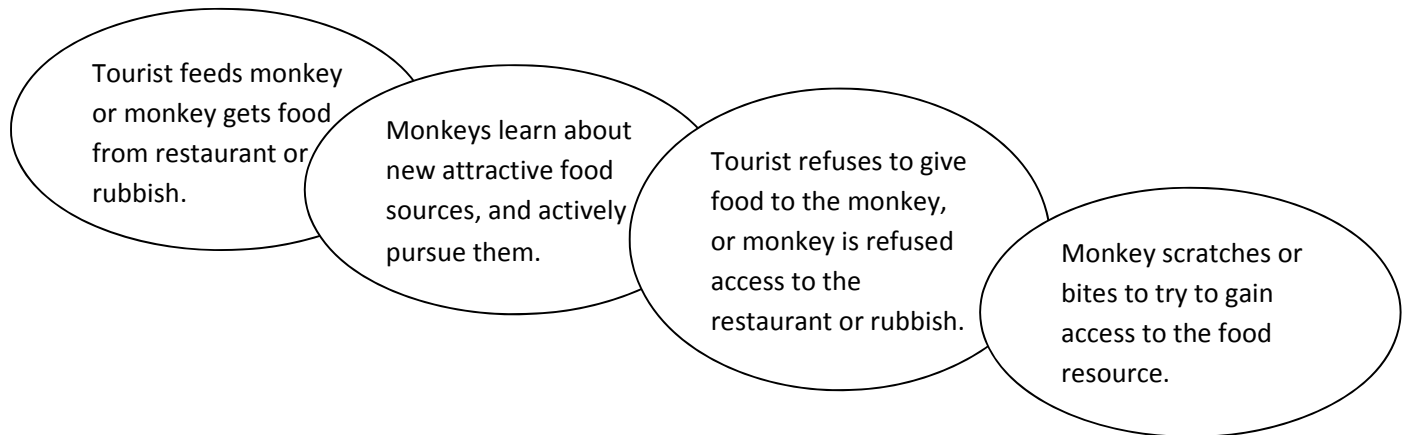 Tourist feeds monkey
or monkey gets food
from restaurant or
rubbish.
Monkeys learn about
new attractive food
sources, and actively
pursue them.
Tourist refuses to give
food to the monkey,
or monkey is refused
access to the
restaurant or rubbish.
Monkey scratches or
bites to try to gain
access to the food
resource.